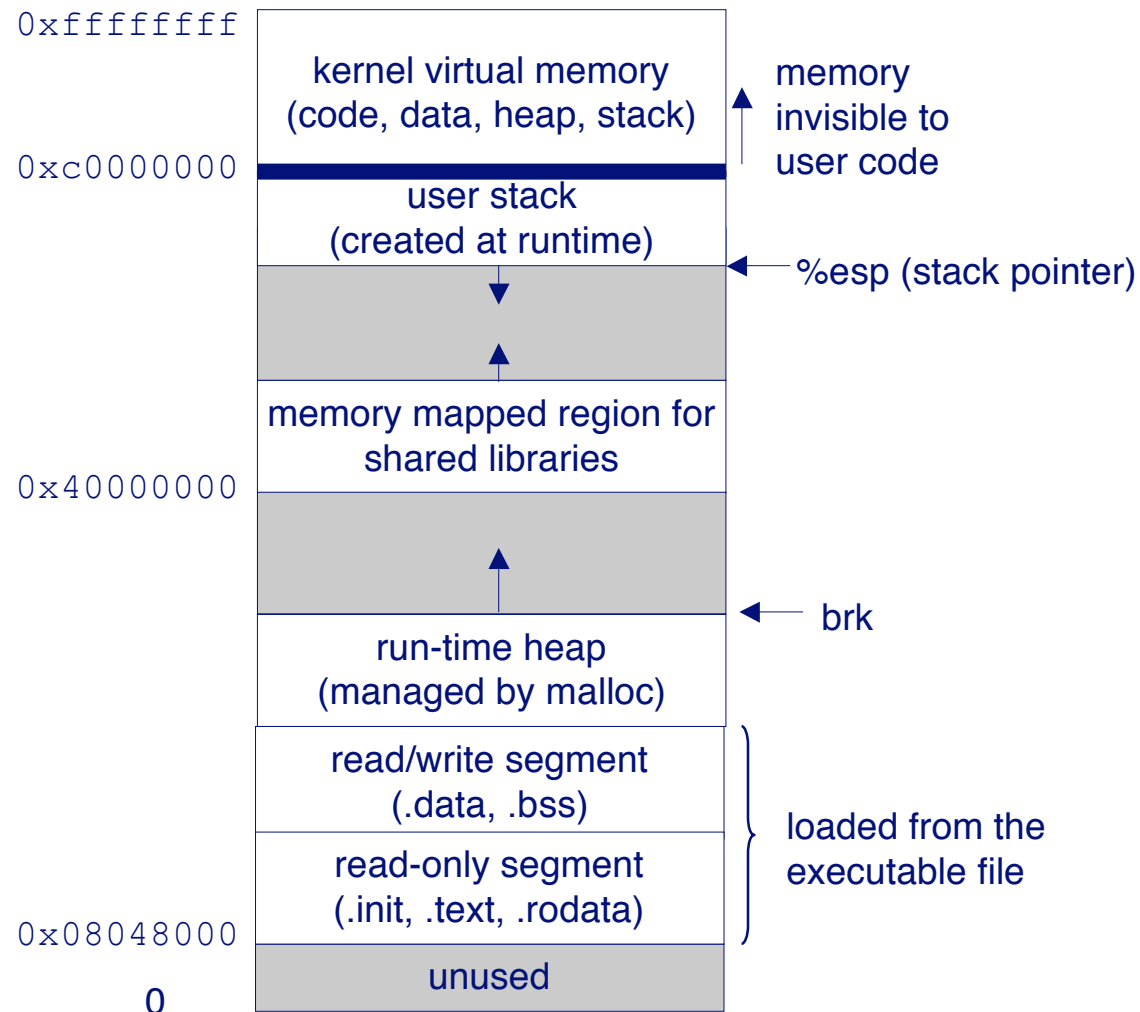 0xffffffff
kernel virtual memory
(code, data, heap, stack)
memory
invisible to
user code
0xc0000000
user stack
(created at runtime)
%esp (stack pointer)
memory mapped region for
shared libraries
0x40000000
brk
run-time heap
(managed by malloc)
read/write segment
(.data, .bss)
loaded from the
executable file
read-only segment
(.init, .text, .rodata)
0x08048000
unused
0